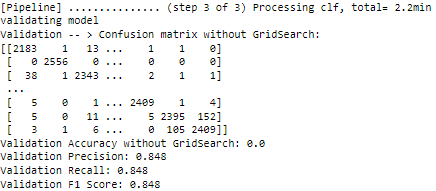 [Pipeline] ............... (step 3 of 3) Processing clf, total= 2.2min
validating model
Validation -- > Confusion matrix without GridSearch:
[[2183 1 13 ... 1 1 0]
[ 0 2556 0 ... 0 0 0]
[ 38 1 2343 ... 2 1 1]
...
[ 5 0 1 ... 2409 1 4]
[ 5 0 11 ... 5 2395 152]
[ 3 1 6 ... 0 105 2409]]
Validation Accuracy without GridSearch: 0.0
Validation Precision: 0.848
Validation Recall: 0.848
Validation F1 Score: 0.848